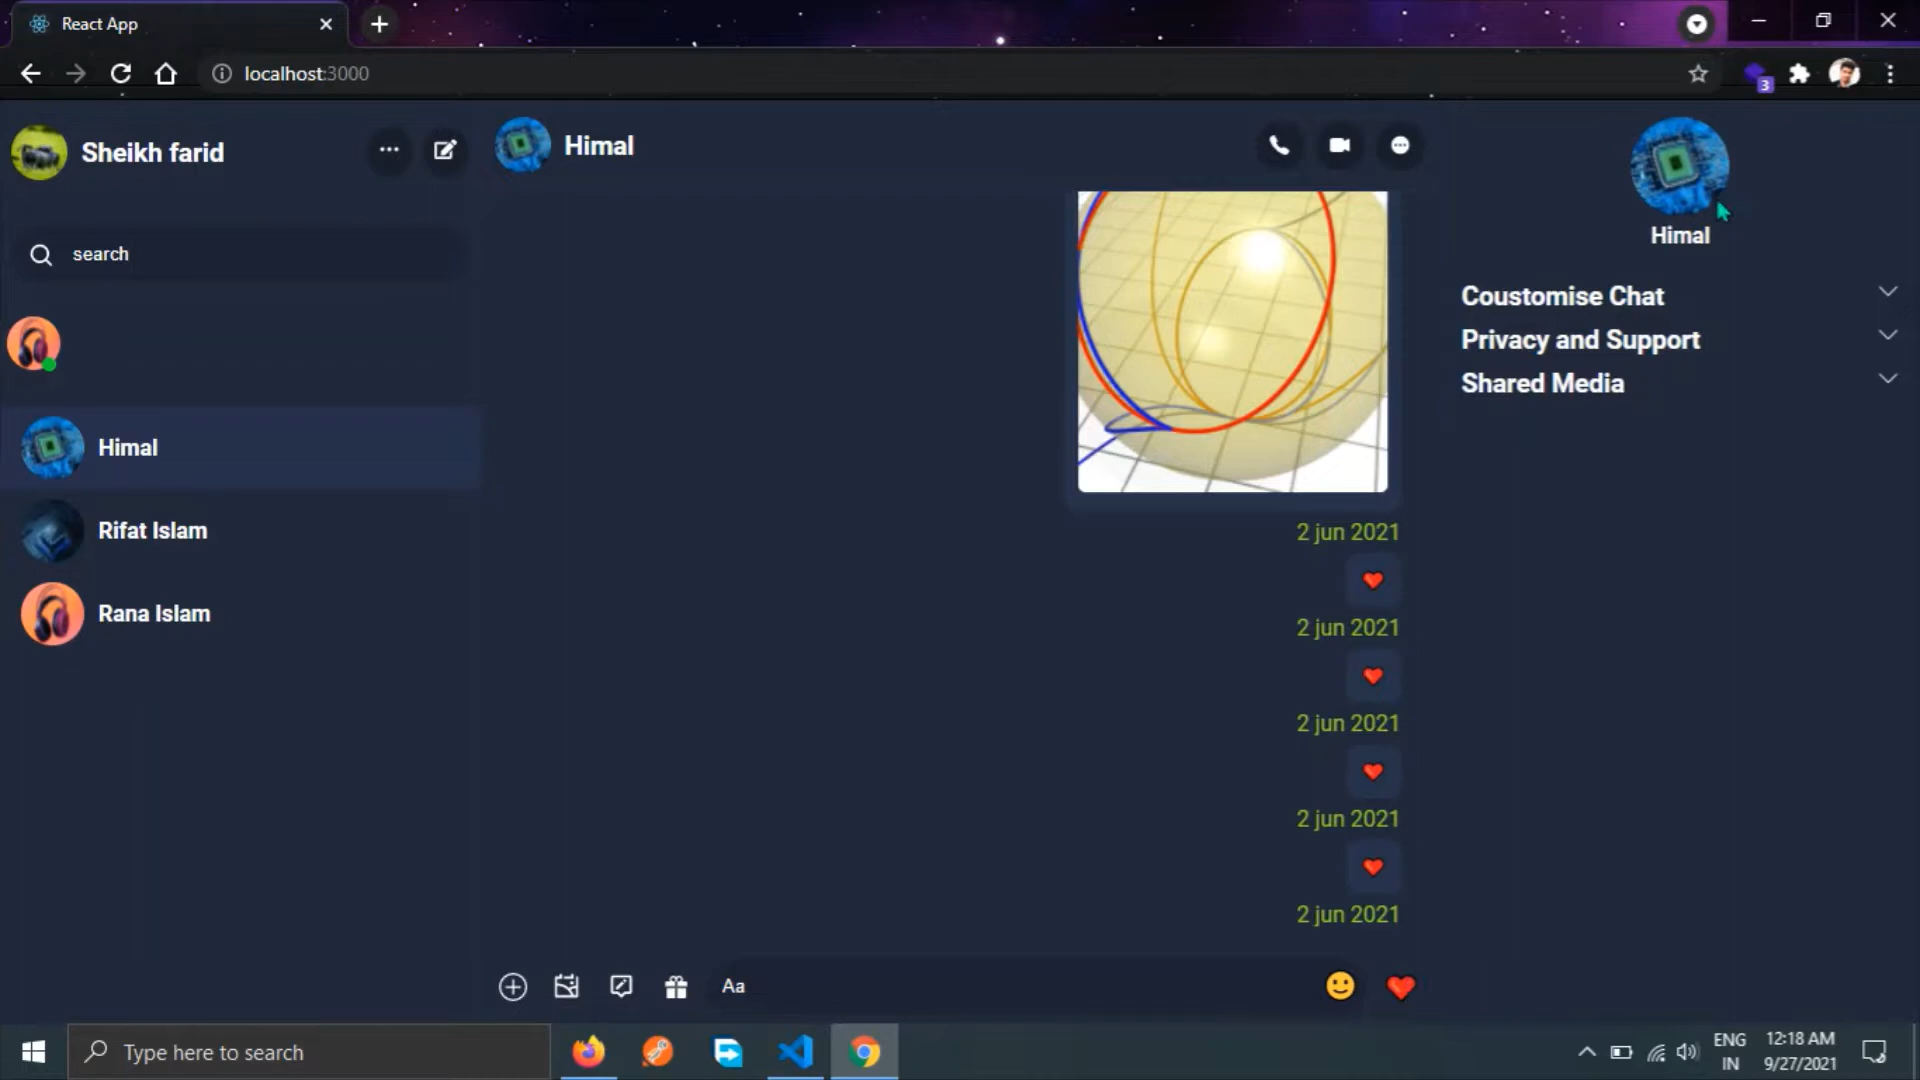 React App
localhost:3000
3
Sheikh farid
search
Himal
Rifat Islam
Rana Islam
Himal
2 jun 2021
2 jun 2021
2 jun 2021
2 jun 2021
2 jun 2021
Aa
Himal
Coustomise Chat
Privacy and Support
Shared Media
Type here to search
ENG
IN
12:18 AM
9/27/2021